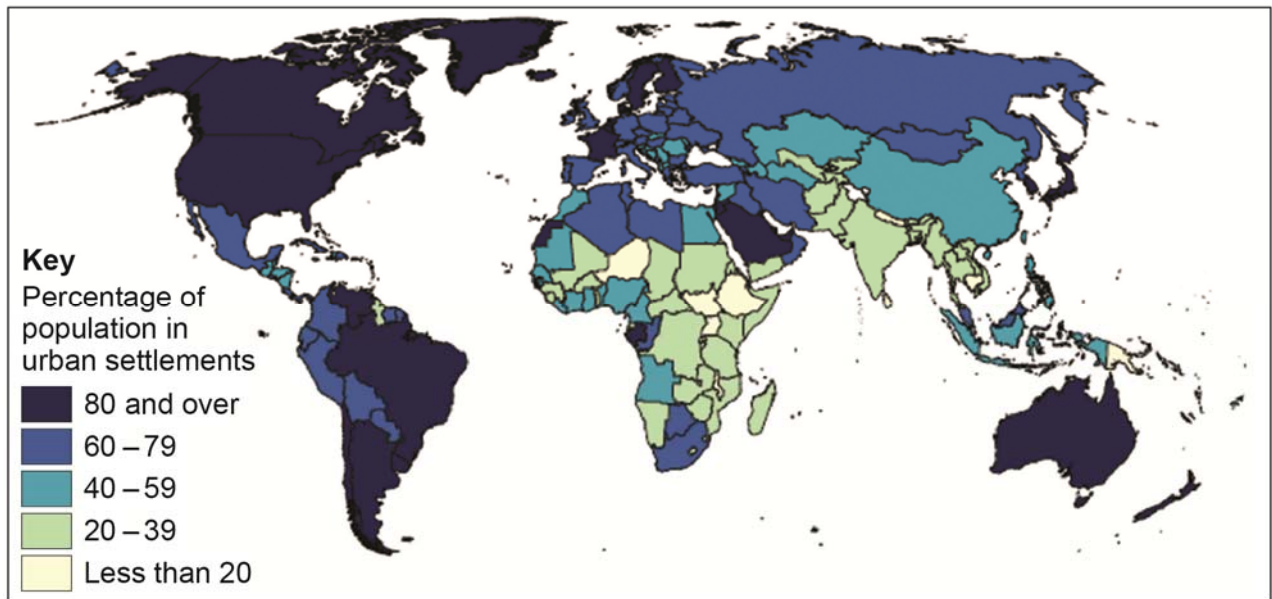 Key
Percentage of
population in
urban settlements
80 and over
60 – 79
40 – 59
20 – 39
Less than 20